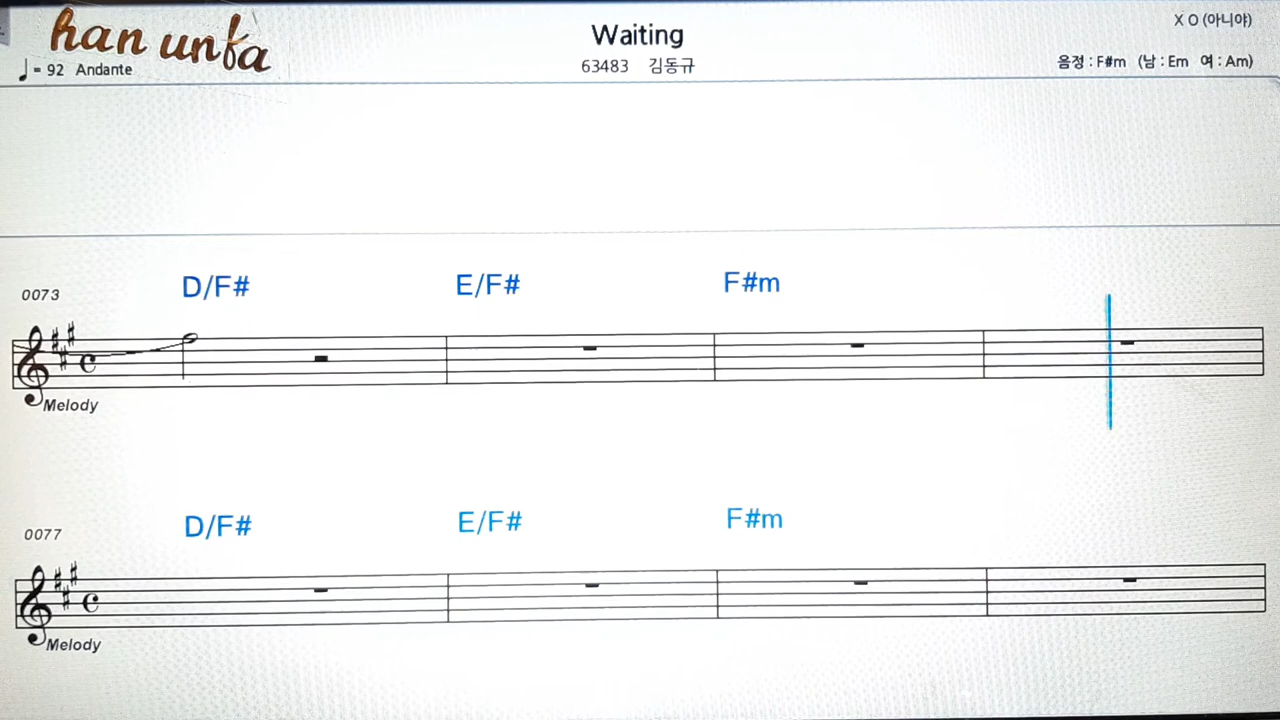 han unfa
Waiting
X O (아니야)
♩= 92 Andante
63483 김동규
음정 : F#m (남 : Em 여 : Am)
0073
D/F# E/F# F#m
Melody
0077
D/F# E/F# F#m
Melody